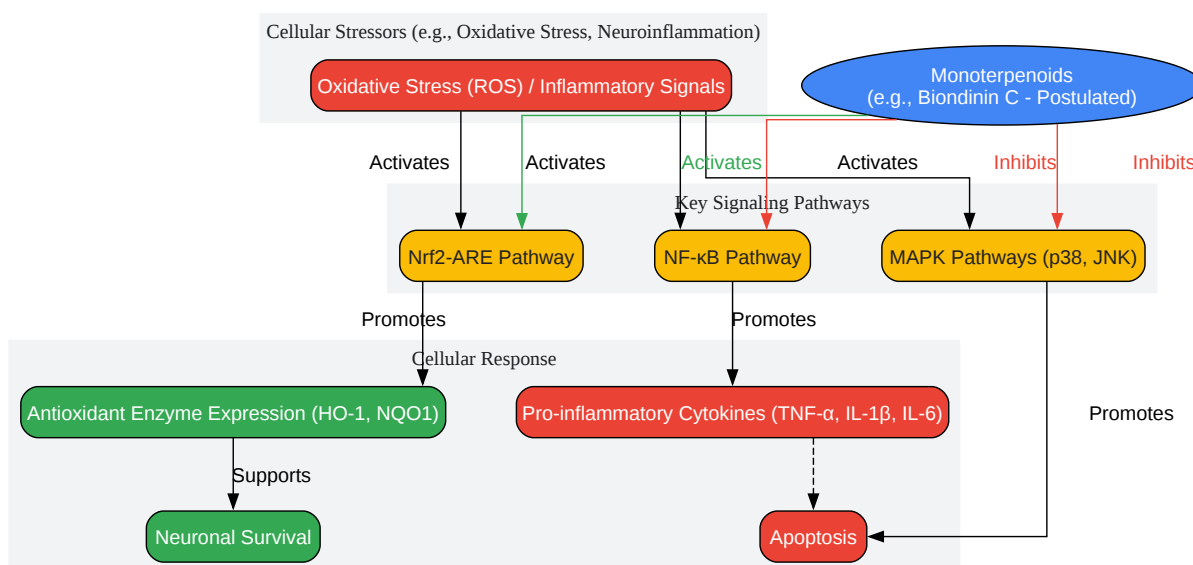 Cellular Stressors (e.g., Oxidative Stress, Neuroinflammation)
Oxidative Stress (ROS) / Inflammatory Signals
Monoterpenoids
(e.g., Biondinin C - Postulated)
Activates
Activates
Activates
Activates
Inhibits
Inhibits
Key Signaling Pathways
Nrf2-ARE Pathway
NF-κB Pathway
MAPK Pathways (p38, JNK)
Promotes
Promotes
Cellular Response
Antioxidant Enzyme Expression (HO-1, NQO1)
Pro-inflammatory Cytokines (TNF-α, IL-1β, IL-6)
Promotes
Supports
Neuronal Survival
Apoptosis